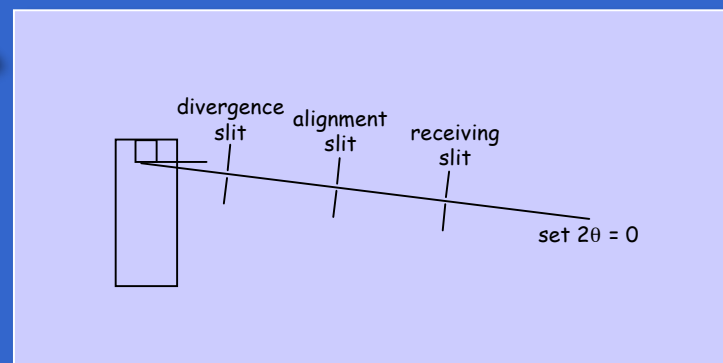 divergence
slit
alignment
slit
receiving
slit
set 2θ = 0